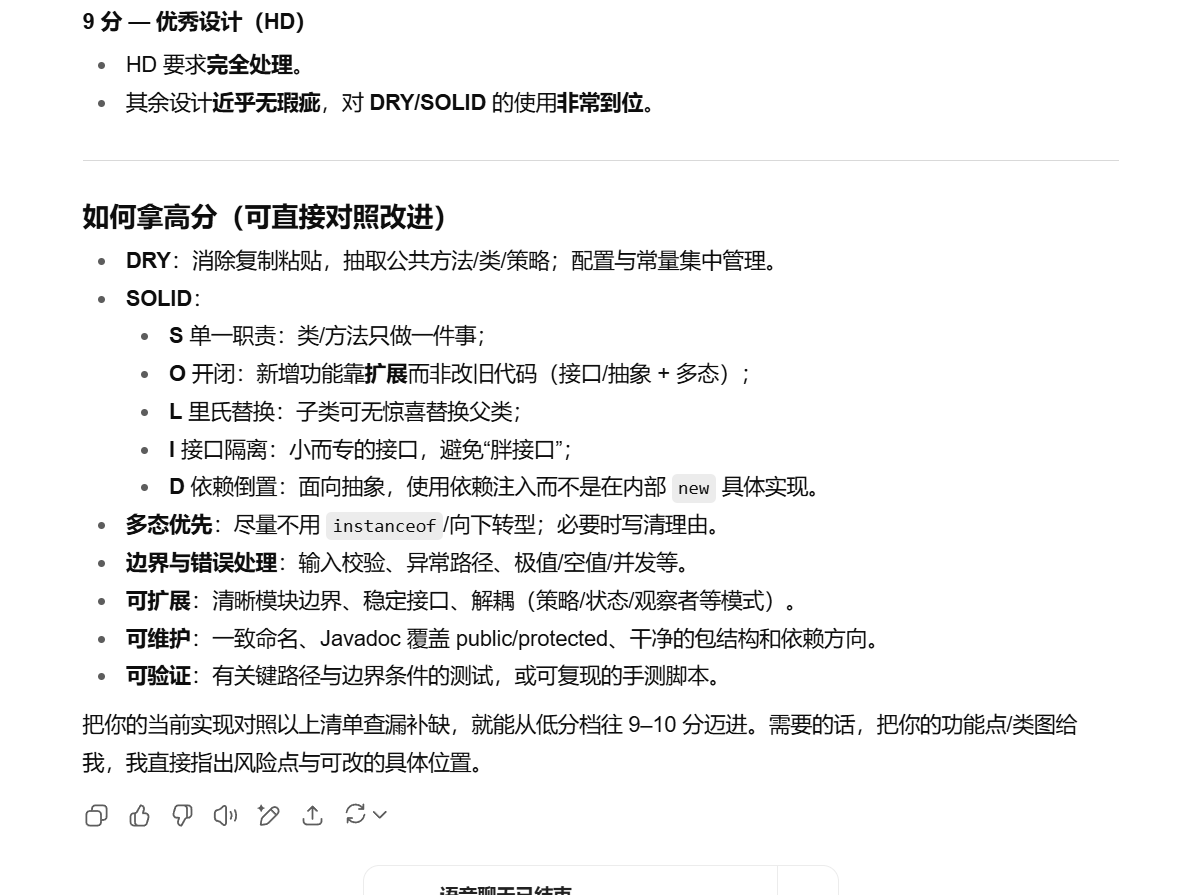 9 分 — 优秀设计（HD）
HD 要求完全处理。
其余设计近乎无瑕疵，对 DRY/SOLID 的使用非常到位。
如何拿高分（可直接对照改进）
DRY：消除复制粘贴，抽取公共方法/类/策略；配置与常量集中管理。
SOLID：
S 单一职责：类/方法只做一件事；
O 开闭：新增功能靠扩展而非改旧代码（接口/抽象 + 多态）；
L 里氏替换：子类可无惊喜替换父类；
I 接口隔离：小而专的接口，避免“胖接口”；
D 依赖倒置：面向抽象，使用依赖注入而不是在内部 new 具体实现。
多态优先：尽量不用 instanceof/向下转型；必要时写清理由。
边界与错误处理：输入校验、异常路径、极值/空值/并发等。
可扩展：清晰模块边界、稳定接口、解耦（策略/状态/观察者等模式）。
可维护：一致命名、Javadoc 覆盖 public/protected、干净的包结构和依赖方向。
可验证：有关键路径与边界条件的测试，或可复现的手测脚本。
把你的当前实现对照以上清单查漏补缺，就能从低分档往 9–10 分迈进。需要的话，把你的功能点/类图给
我，我直接指出风险点与可改的具体位置。
语音聊天已结束